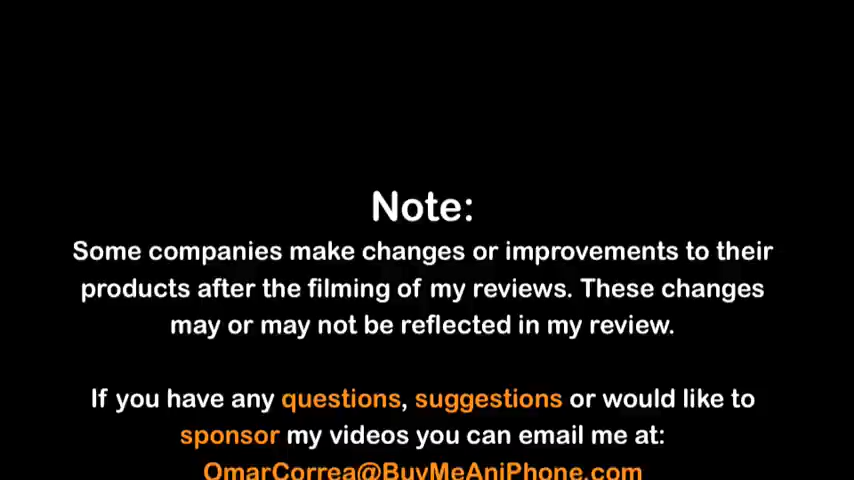 Note:
Some companies make changes or improvements to their
products after the filming of my reviews. These changes
may or may not be reflected in my review.
If you have any questions, suggestions or would like to
sponsor my videos you can email me at:
OmarCorrea@BuyMeAniPhone.com